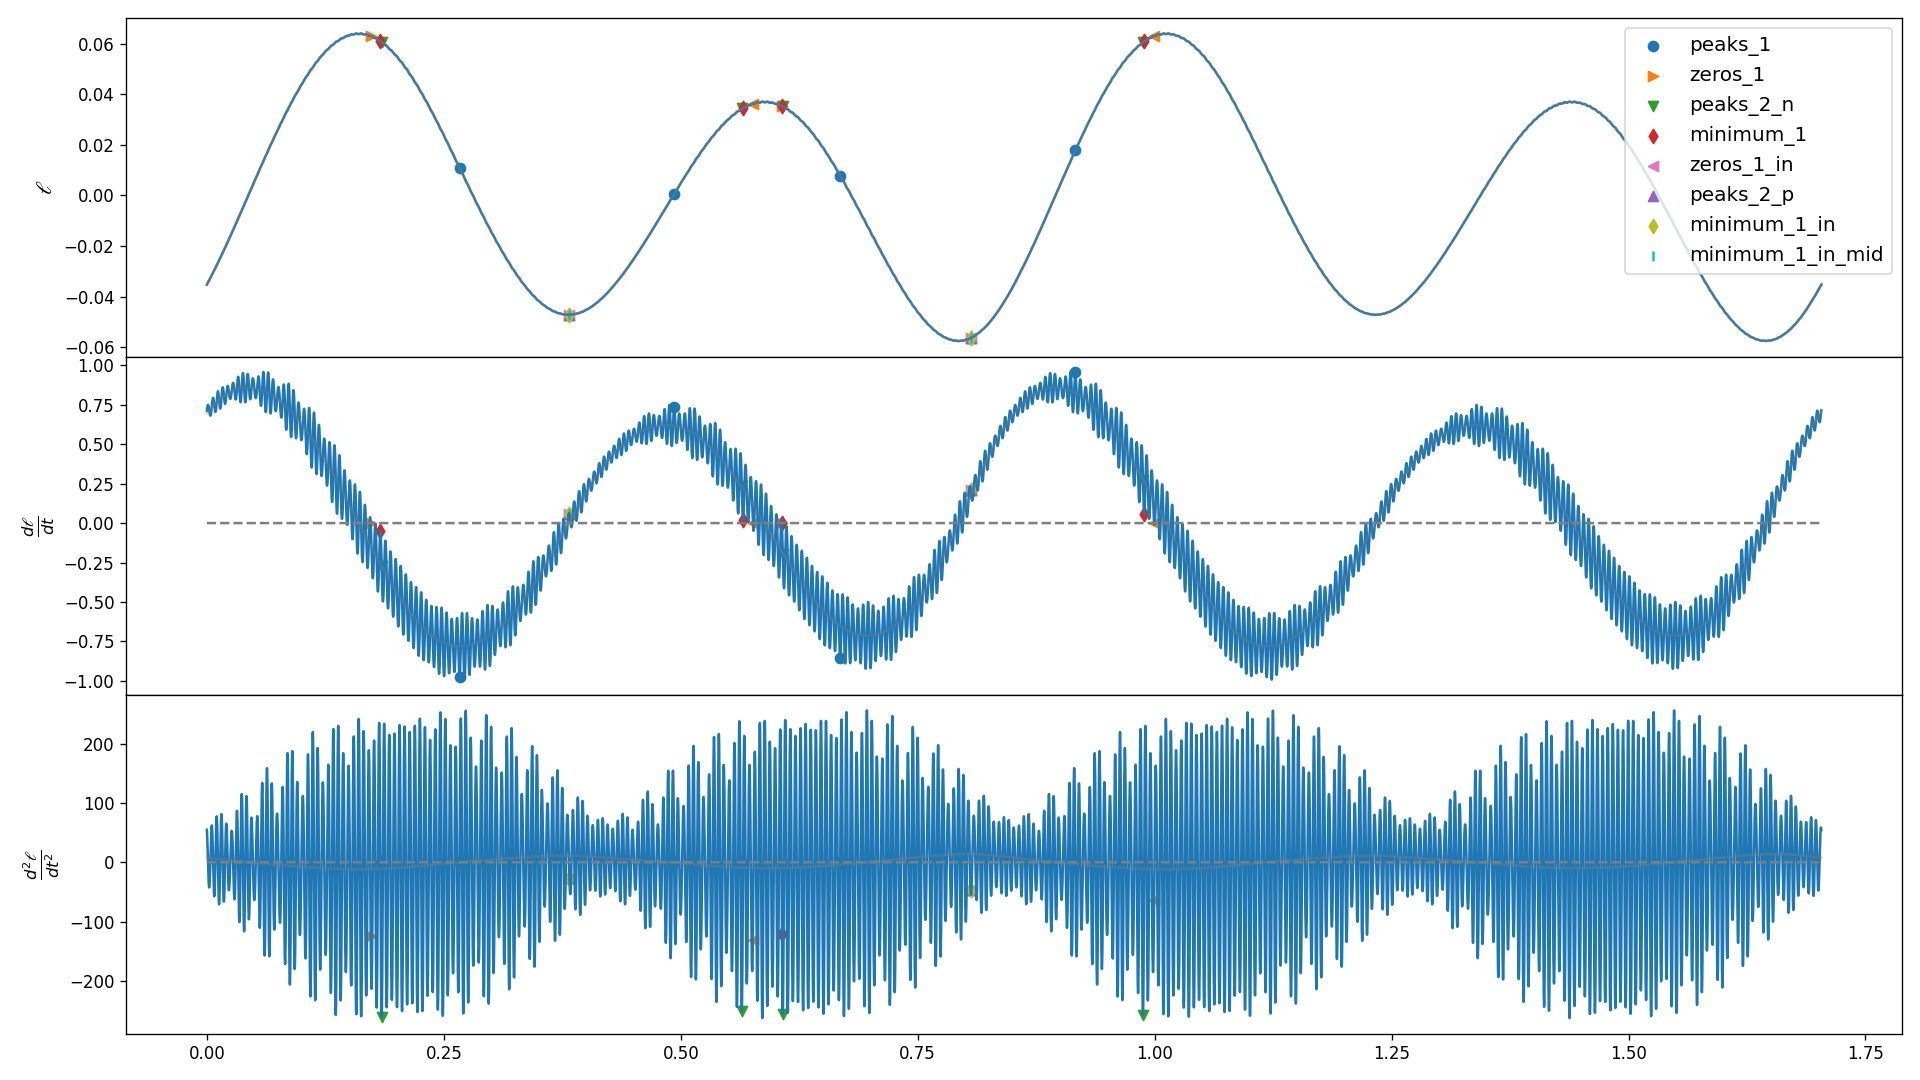 0.06
0.04
0.02
0.00
−0.02
−0.04
−0.06
ℓ
peaks_1
zeros_1
peaks_2_n
minimum_1
zeros_1_in
peaks_2_p
minimum_1_in
minimum_1_in_mid
1.00
0.75
0.50
0.25
0.00
−0.25
−0.50
−0.75
−1.00
dℓ
dt
200
100
0
−100
−200
d²ℓ
dt²
0.00 0.25 0.50 0.75 1.00 1.25 1.50 1.75